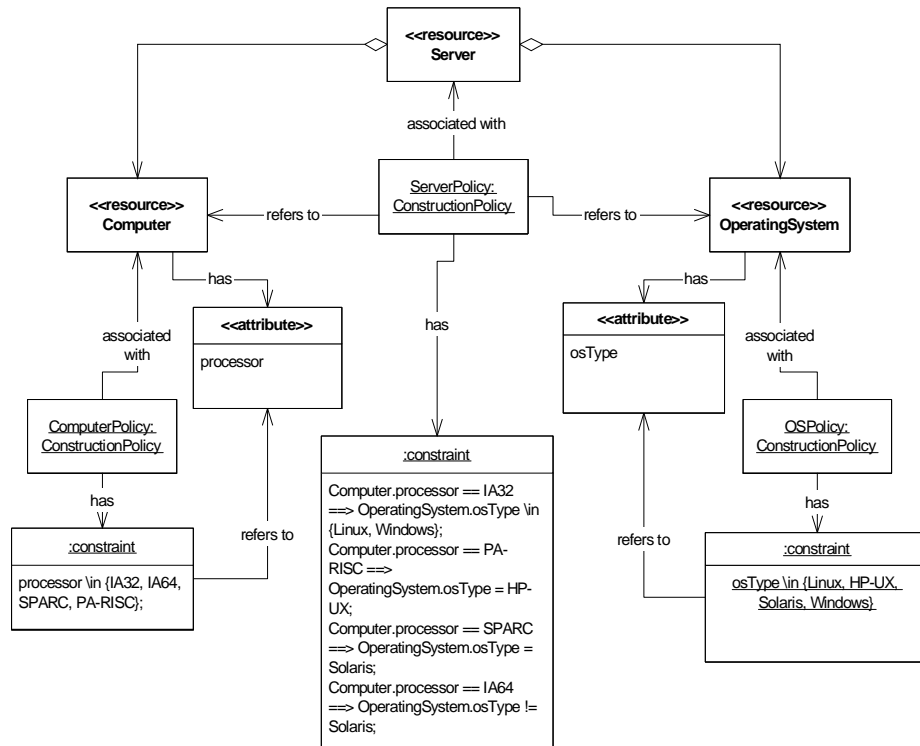 <<resource>>
Server
associated with
ServerPolicy:
ConstructionPolicy
<<resource>>
Computer
refers to
refers to
<<resource>>
OperatingSystem
has
has
has
<<attribute>>
processor
<<attribute>>
osType
associated
with
associated
with
ComputerPolicy:
ConstructionPolicy
OSPolicy:
ConstructionPolicy
has
has
:constraint
processor \in {IA32, IA64,
SPARC, PA-RISC};
refers to
:constraint
Computer.processor == IA32
==> OperatingSystem.osType \in
{Linux, Windows};
Computer.processor == PA-
RISC ==>
OperatingSystem.osType = HP-
UX;
Computer.processor == SPARC
==> OperatingSystem.osType =
Solaris;
Computer.processor == IA64
==> OperatingSystem.osType !=
Solaris;
refers to
:constraint
osType \in {Linux, HP-UX,
Solaris, Windows}